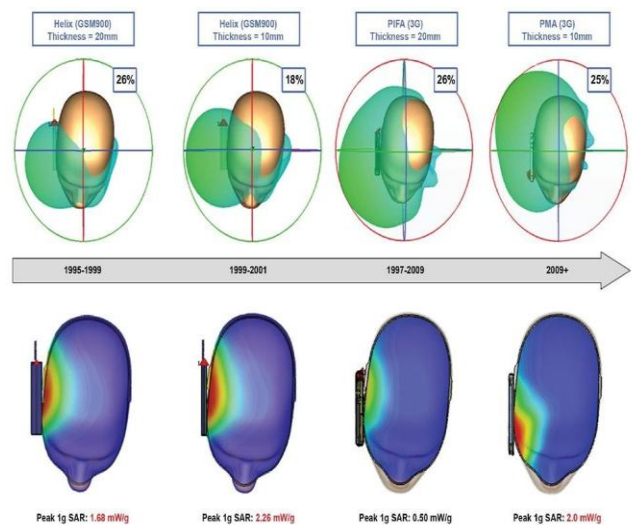 Helix (GSM900)
Thickness = 20mm
Helix (GSM900)
Thickness = 10mm
PIFA (3G)
Thickness = 20mm
PMA (3G)
Thickness = 10mm
26%
18%
26%
25%
1995-1999
1999-2001
1997-2009
2009+
Peak 1g SAR: 1.68 mW/g
Peak 1g SAR: 2.26 mW/g
Peak 1g SAR: 0.50 mW/g
Peak 1g SAR: 2.0 mW/g